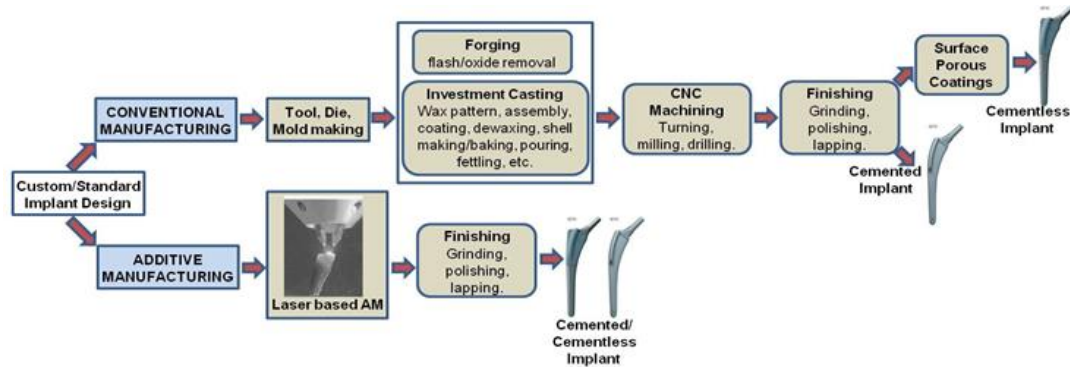 Forging
flash/oxide removal
Surface
Porous
Coatings
Cementless
Implant
CONVENTIONAL
MANUFACTURING
Tool, Die,
Mold making
Investment Casting
Wax pattern, assembly,
coating, dewaxing, shell
making/baking, pouring,
fettling, etc.
CNC
Machining
Turning,
milling, drilling.
Finishing
Grinding,
polishing,
lapping.
Cemented
Implant
Custom/Standard
Implant Design
ADDITIVE
MANUFACTURING
Laser based AM
Finishing
Grinding,
polishing,
lapping.
Cemented/
Cementless
Implant